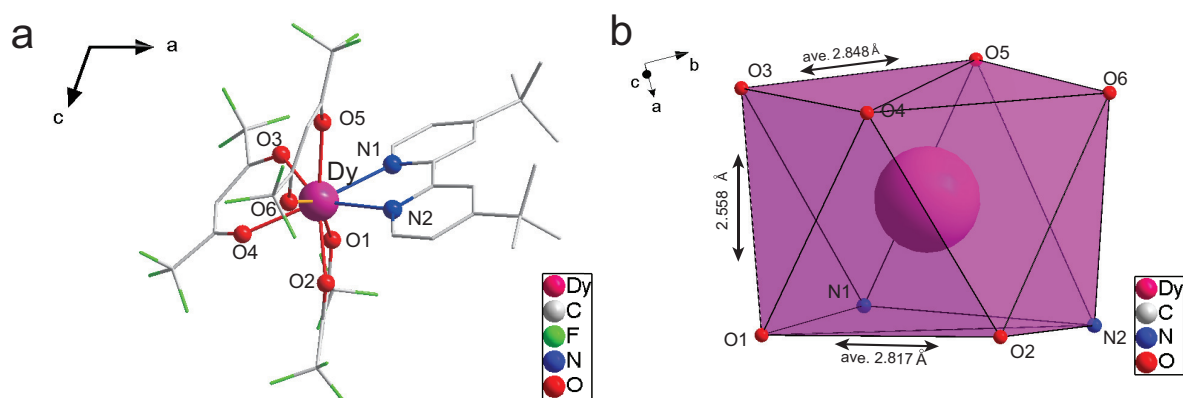 a
a
c
O5
O3
N1
Dy
O6
N2
O4
O1
O2
Dy
C
F
N
O
b
c
b
a
ave. 2.848 Å
O5
O3
O6
O4
2.558 Å
N1
O1
O2
N2
ave. 2.817 Å
Dy
C
N
O